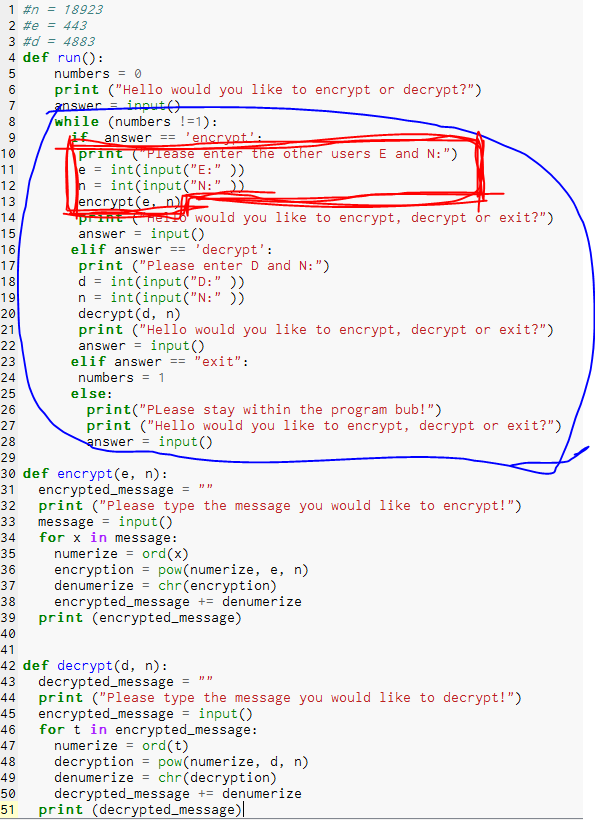 1 #n = 18923
2 #e = 443
3 #d = 4883
4 def run():
5 numbers = 0
6 print ("Hello would you like to encrypt or decrypt?")
7 answer = input()
8 while (numbers !=1):
9 if answer == 'encrypt':
10 print ("Please enter the other users E and N:")
11 e = int(input("E:" ))
12 n = int(input("N:" ))
13 encrypt(e, n)
14 print ("Hello would you like to encrypt, decrypt or exit?")
15 answer = input()
16 elif answer == 'decrypt':
17 print ("Please enter D and N:")
18 d = int(input("D:" ))
19 n = int(input("N:" ))
20 decrypt(d, n)
21 print ("Hello would you like to encrypt, decrypt or exit?")
22 answer = input()
23 elif answer == "exit":
24 numbers = 1
25 else:
26 print("PLease stay within the program bub!")
27 print ("Hello would you like to encrypt, decrypt or exit?")
28 answer = input()
29
30 def encrypt(e, n):
31 encrypted_message = ""
32 print ("Please type the message you would like to encrypt!")
33 message = input()
34 for x in message:
35 numerize = ord(x)
36 encryption = pow(numerize, e, n)
37 denumerize = chr(encryption)
38 encrypted_message += denumerize
39 print (encrypted_message)
40
41
42 def decrypt(d, n):
43 decrypted_message = ""
44 print ("Please type the message you would like to decrypt!")
45 encrypted_message = input()
46 for t in encrypted_message:
47 numerize = ord(t)
48 decryption = pow(numerize, d, n)
49 denumerize = chr(decryption)
50 decrypted_message += denumerize
51 print (decrypted_message)